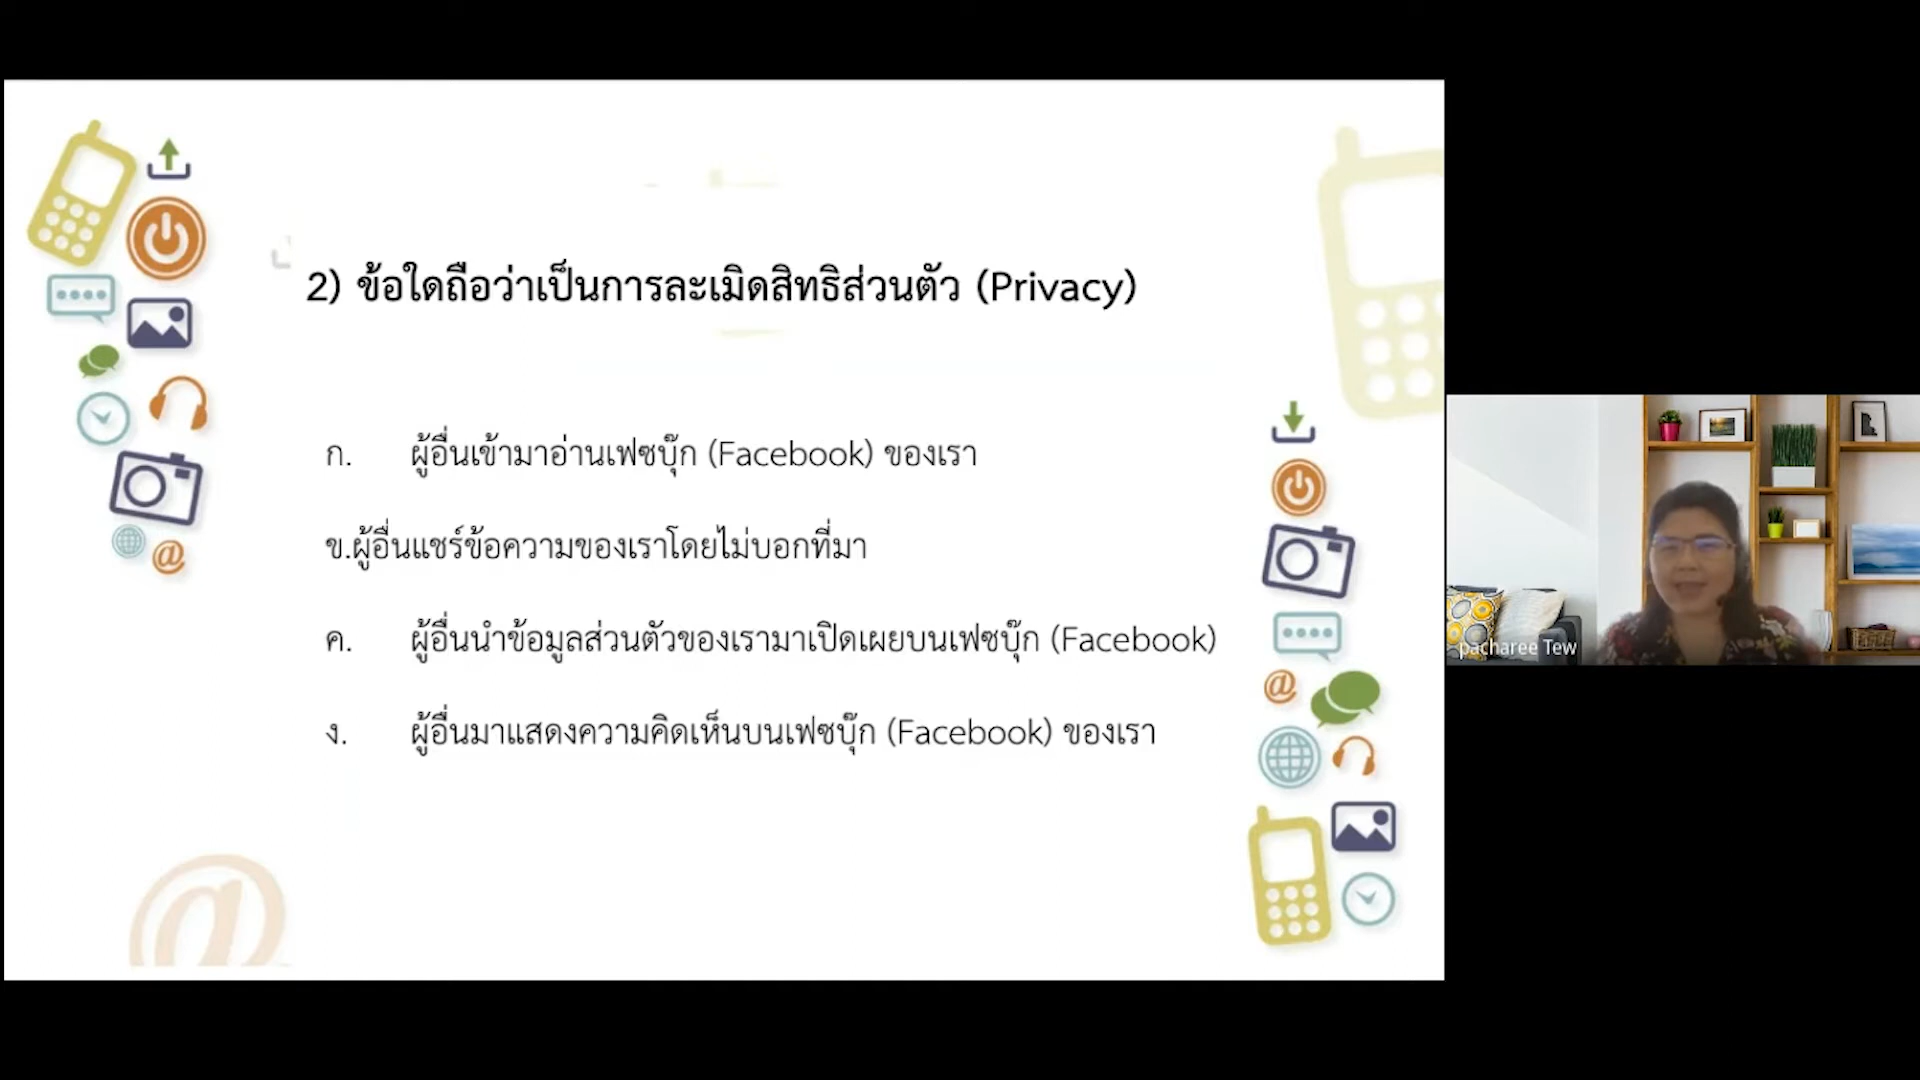 2) ข้อใดถือว่าเป็นการละเมิดสิทธิส่วนตัว (Privacy)
ก. ผู้อื่นเข้ามาอ่านเฟซบุ๊ก (Facebook) ของเรา
ข.ผู้อื่นแชร์ข้อความของเราโดยไม่บอกที่มา
ค. ผู้อื่นนำข้อมูลส่วนตัวของเรามาเปิดเผยบนเฟซบุ๊ก (Facebook)
ง. ผู้อื่นมาแสดงความคิดเห็นบนเฟซบุ๊ก (Facebook) ของเรา
pacharee Tew